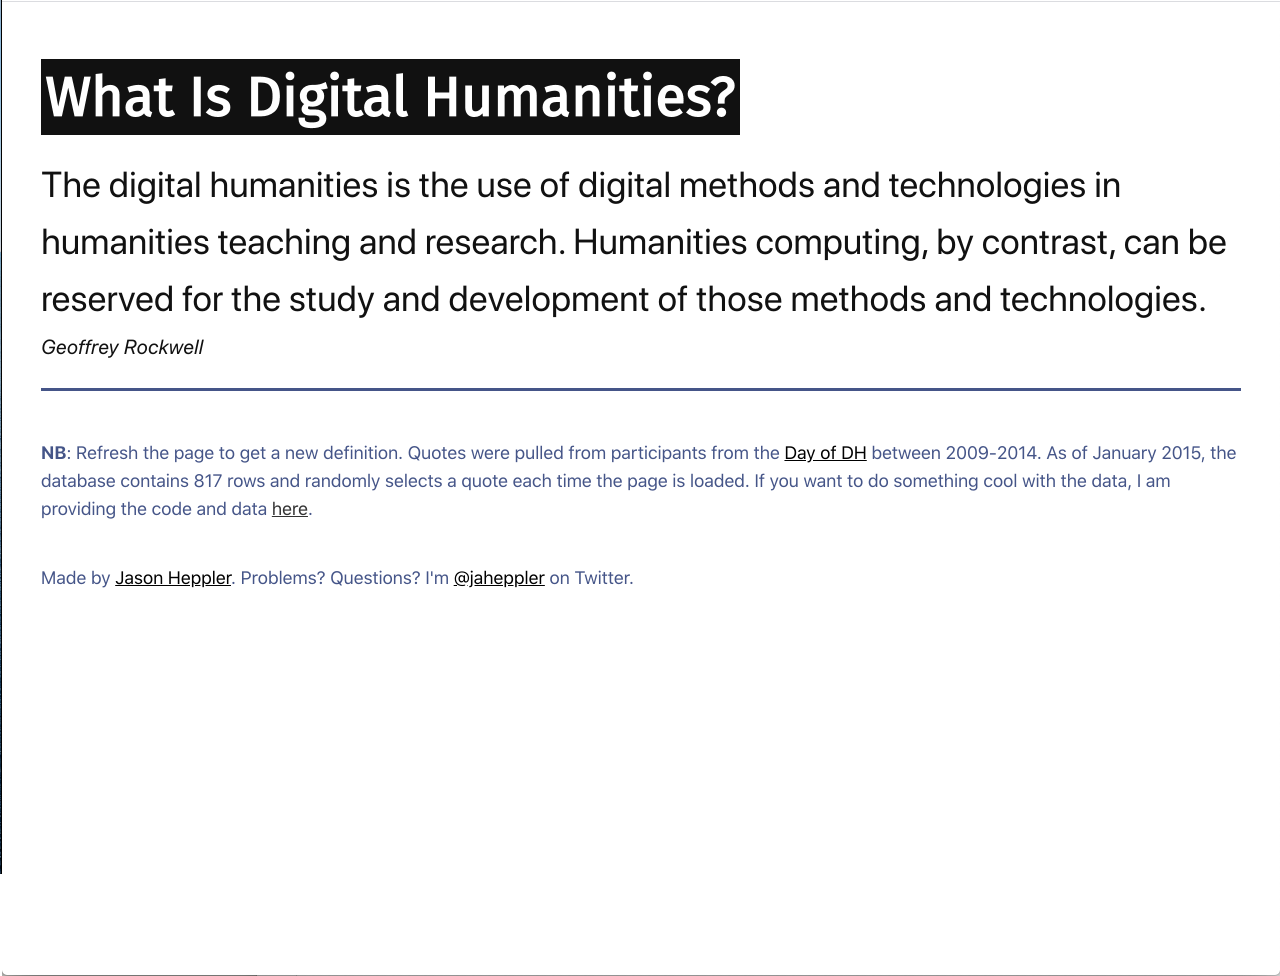 What Is Digital Humanities?
The digital humanities is the use of digital methods and technologies in
humanities teaching and research. Humanities computing, by contrast, can be
reserved for the study and development of those methods and technologies.
Geoffrey Rockwell
NB: Refresh the page to get a new definition. Quotes were pulled from participants from the Day of DH between 2009-2014. As of January 2015, the
database contains 817 rows and randomly selects a quote each time the page is loaded. If you want to do something cool with the data, I am
providing the code and data here.
Made by Jason Heppler. Problems? Questions? I'm @jaheppler on Twitter.